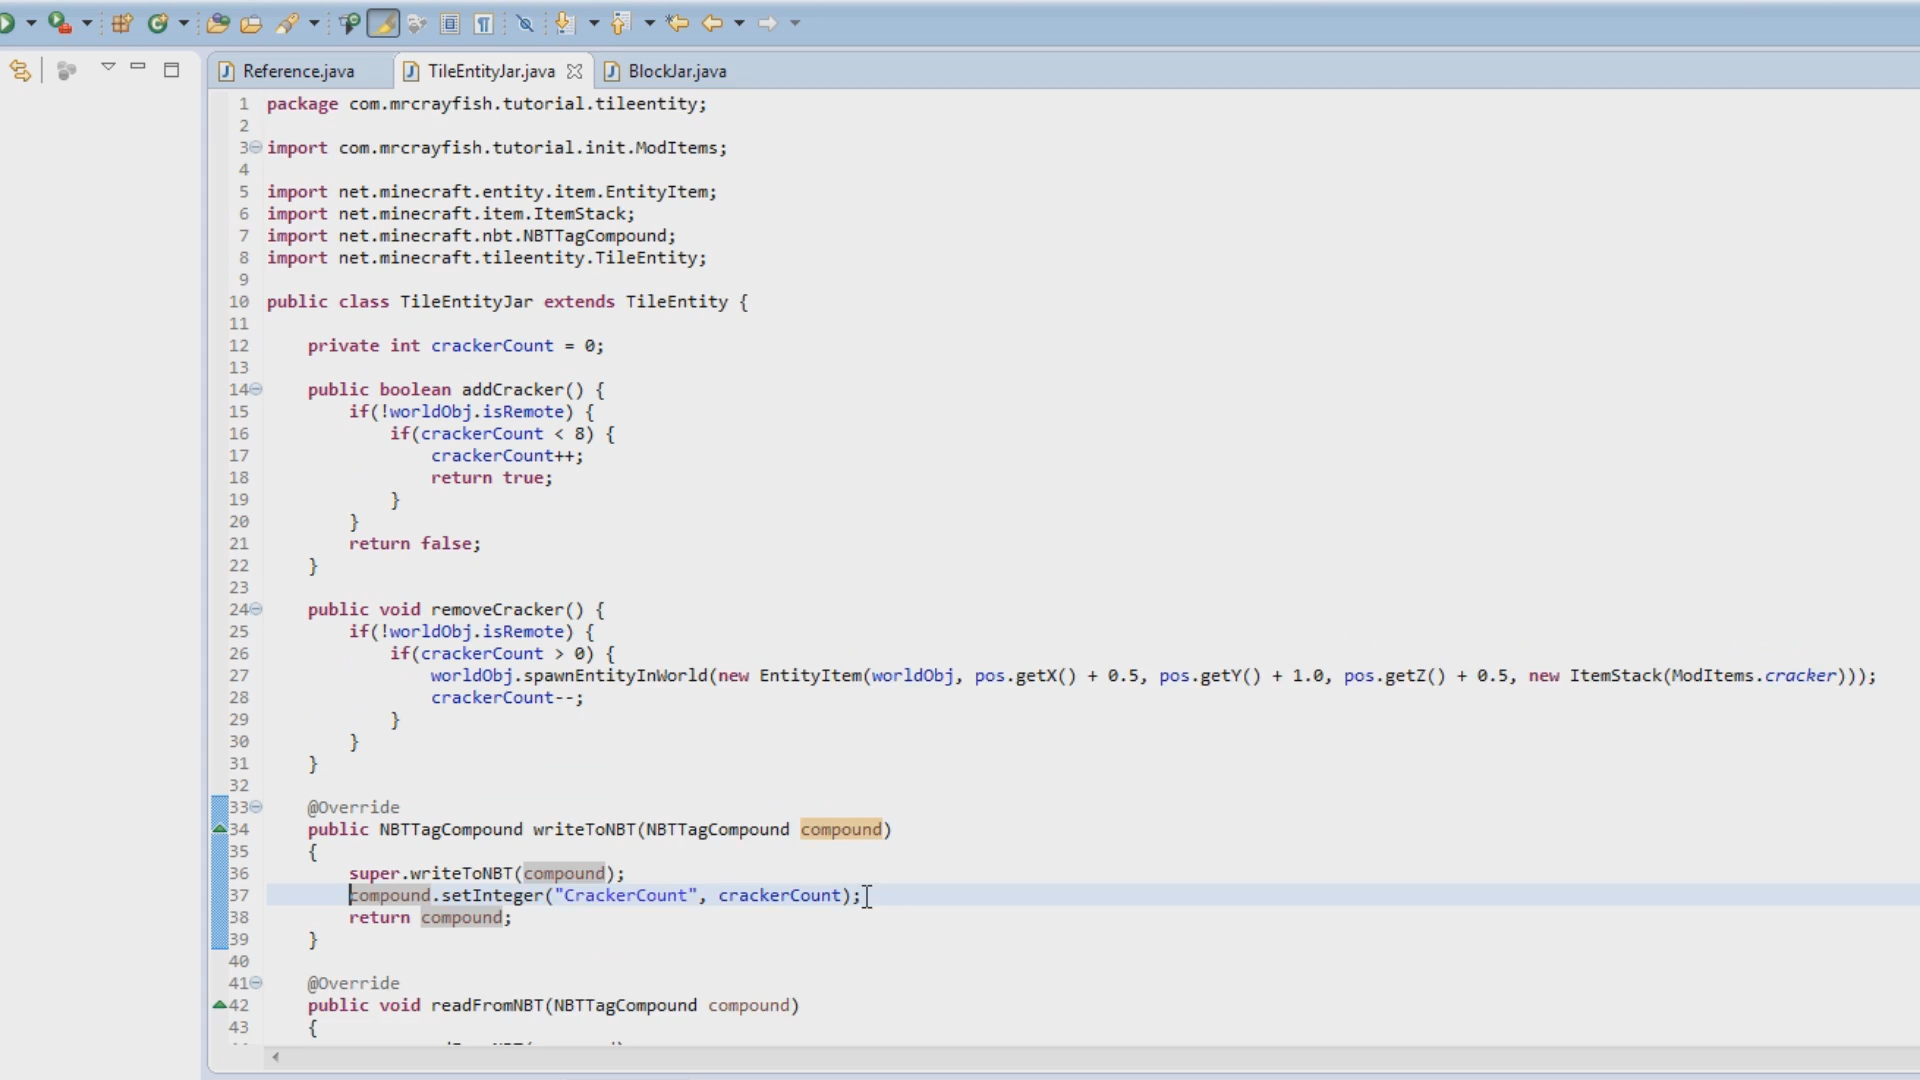 Reference.java TileEntityJar.java BlockJar.java
1 package com.mrcrayfish.tutorial.tileentity;
2
3 import com.mrcrayfish.tutorial.init.ModItems;
4
5 import net.minecraft.entity.item.EntityItem;
6 import net.minecraft.item.ItemStack;
7 import net.minecraft.nbt.NBTTagCompound;
8 import net.minecraft.tileentity.TileEntity;
9
10 public class TileEntityJar extends TileEntity {
11
12     private int crackerCount = 0;
13
14     public boolean addCracker() {
15         if(!worldObj.isRemote) {
16             if(crackerCount < 8) {
17                 crackerCount++;
18                 return true;
19             }
20         }
21         return false;
22     }
23
24     public void removeCracker() {
25         if(!worldObj.isRemote) {
26             if(crackerCount > 0) {
27                 worldObj.spawnEntityInWorld(new EntityItem(worldObj, pos.getX() + 0.5, pos.getY() + 1.0, pos.getZ() + 0.5, new ItemStack(ModItems.cracker)));
28                 crackerCount--;
29             }
30         }
31     }
32
33     @Override
34     public NBTTagCompound writeToNBT(NBTTagCompound compound)
35     {
36         super.writeToNBT(compound);
37         compound.setInteger("CrackerCount", crackerCount);
38         return compound;
39     }
40
41     @Override
42     public void readFromNBT(NBTTagCompound compound)
43     {